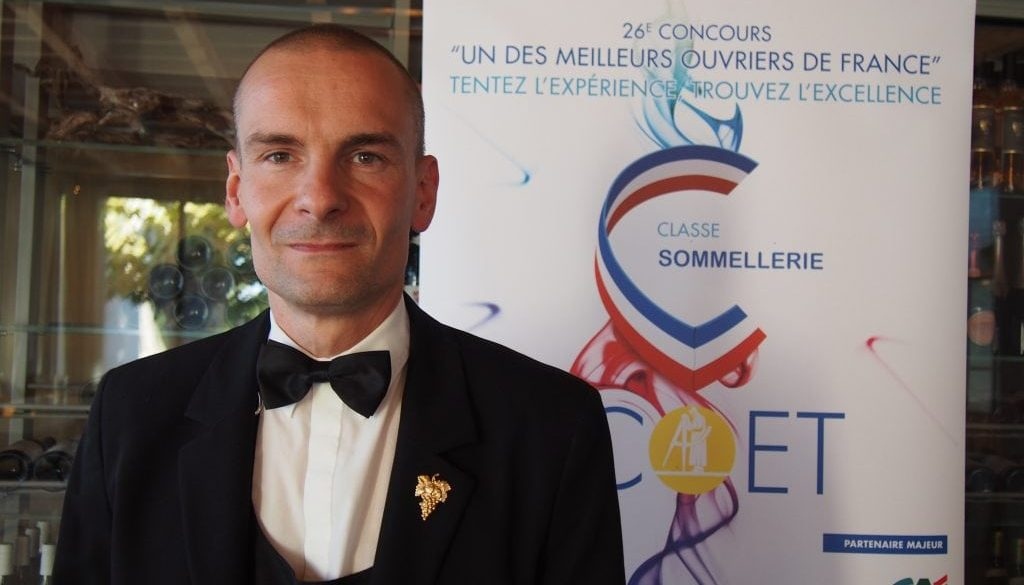 26E CONCOURS
"UN DES MEILLEURS OUVRIERS DE FRANCE"
TENTEZ L'EXPÉRIENCE, TROUVEZ L'EXCELLENCE
CLASSE
SOMMELLERIE
C ET
PARTENAIRE MAJEUR